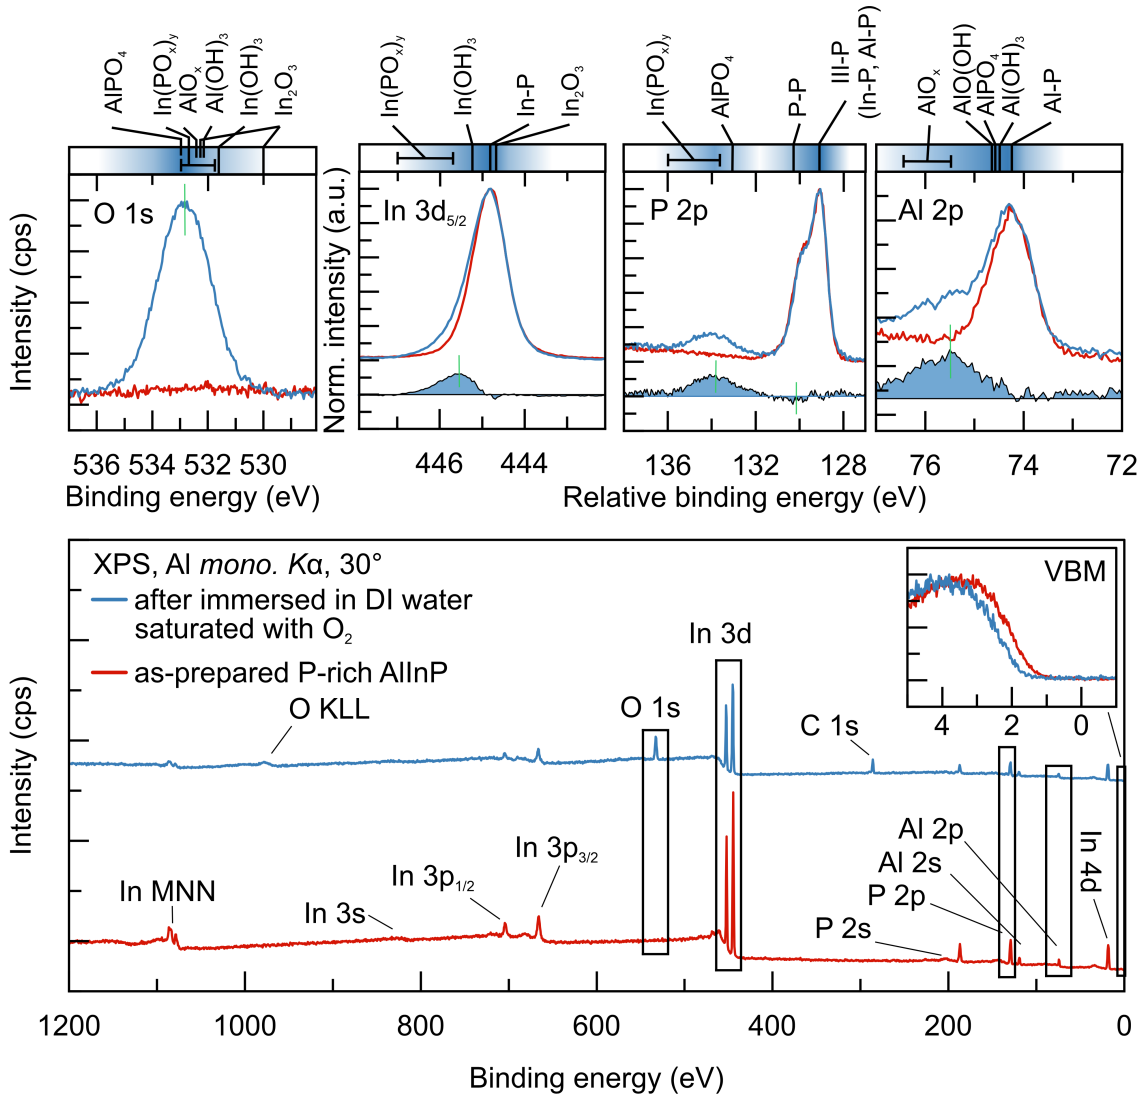 AlPO₄
In(POₓ)ᵧ
AlOₓ
Al(OH)₃
In(OH)₃
In₂O₃
In(POₓ)ᵧ
In(OH)₃
In-P
In₂O₃
In(POₓ)ᵧ
AlPO₄
P-P
III-P
(In-P, Al-P)
AlOₓ
AlO(OH)
AlPO₄
Al(OH)₃
Al-P
O 1s
In 3d₅/₂
P 2p
Al 2p
Intensity (cps)
Norm. intensity (a.u.)
536 534 532 530
446 444
136 132 128
76 74 72
Binding energy (eV)
Relative binding energy (eV)
XPS, Al mono. Kα, 30°
after immersed in DI water
saturated with O₂
as-prepared P-rich AlInP
VBM
4 2 0
In 3d
O 1s
O KLL
C 1s
In MNN
In 3s
In 3p₁/₂
In 3p₃/₂
Al 2p
Al 2s
P 2p
P 2s
In 4d
Intensity (cps)
1200 1000 800 600 400 200 0
Binding energy (eV)